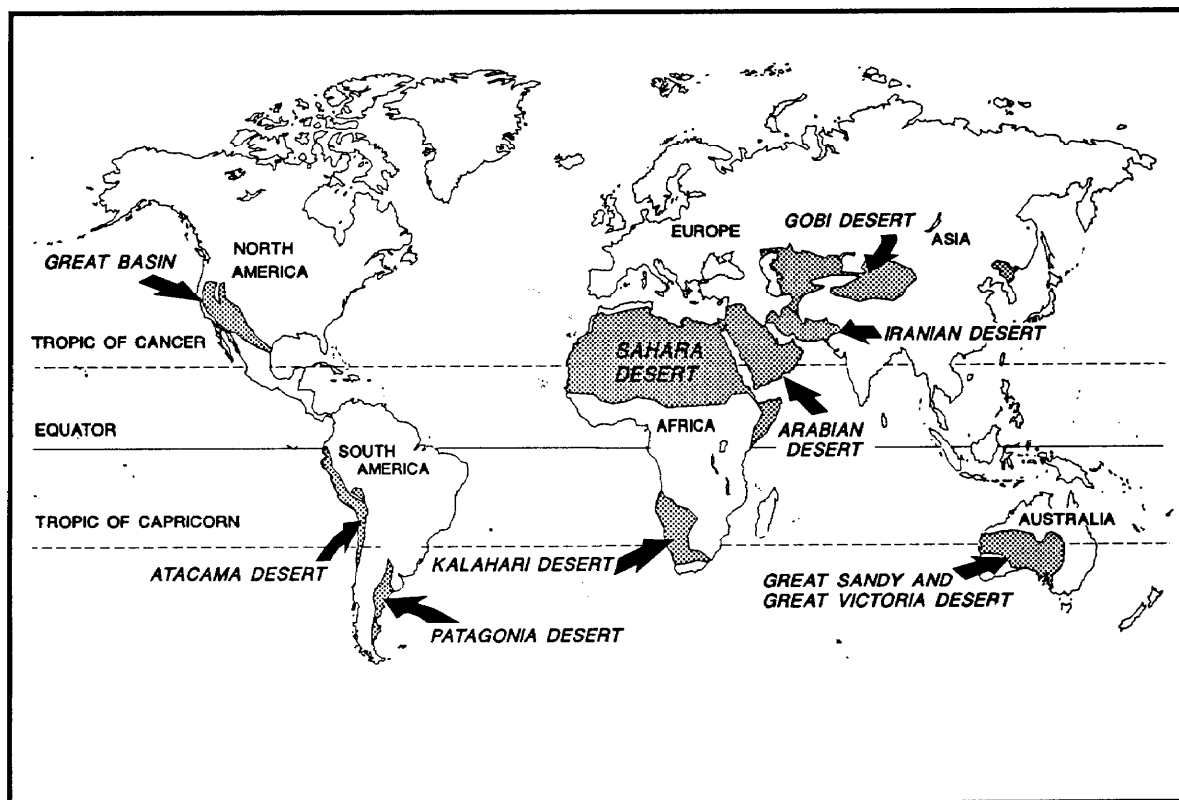 GOBI DESERT
EUROPE
ASIA
NORTH
AMERICA
GREAT BASIN
IRANIAN DESERT
TROPIC OF CANCER
SAHARA
DESERT
AFRICA
ARABIAN
DESERT
EQUATOR
SOUTH
AMERICA
TROPIC OF CAPRICORN
AUSTRALIA
ATACAMA DESERT
KALAHARI DESERT
GREAT SANDY AND
GREAT VICTORIA DESERT
PATAGONIA DESERT